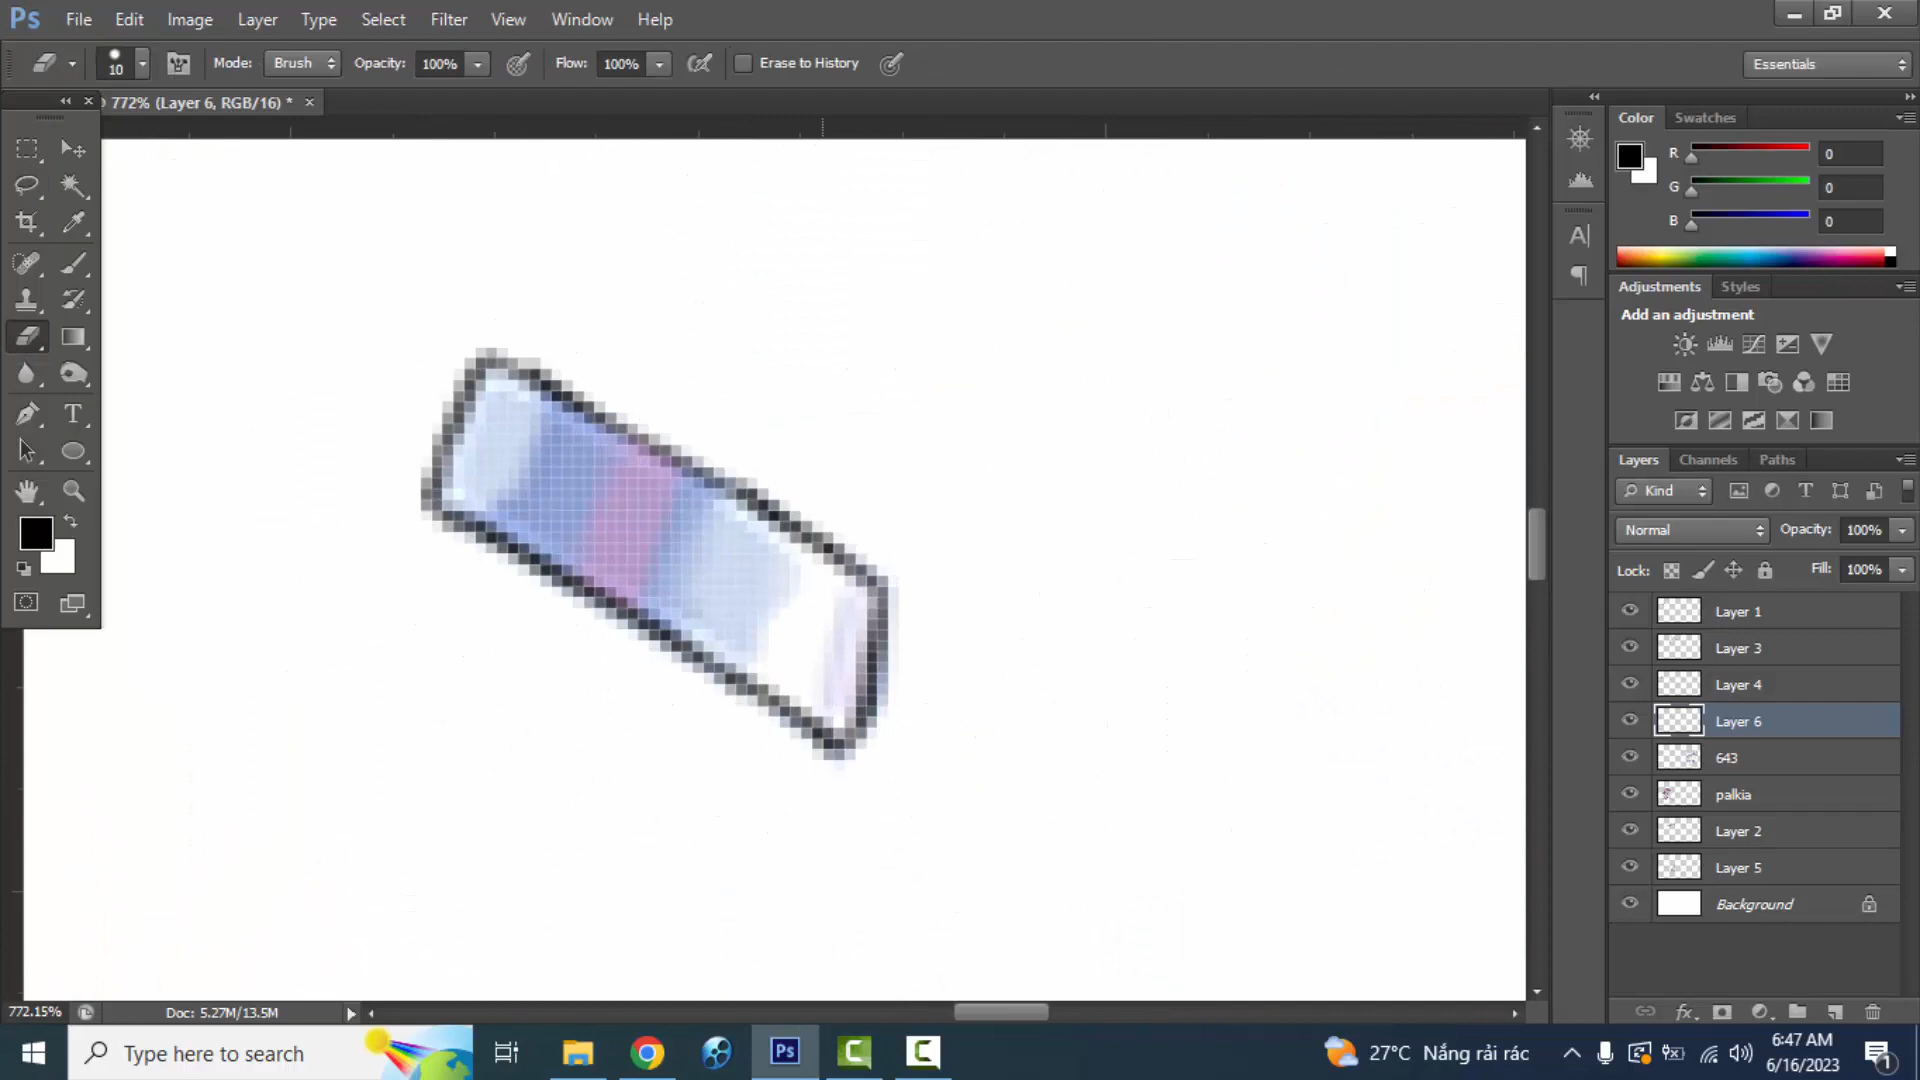 Ps File Edit Image Layer Type Select Filter View Window Help
10 Mode: Brush Opacity: 100% Flow: 100% Erase to History Essentials
772% (Layer 6, RGB/16) * ×
Color Swatches
R 0
G 0
B 0
Adjustments Styles
Add an adjustment
Layers Channels Paths
Kind
Normal Opacity: 100%
Lock: Fill: 100%
Layer 1
Layer 3
Layer 4
Layer 6
643
palkia
Layer 2
Layer 5
Background
772.15% Doc: 5.27M/13.5M
Type here to search
Ps
27°C Nắng rải rác
6:47 AM
6/16/2023
1